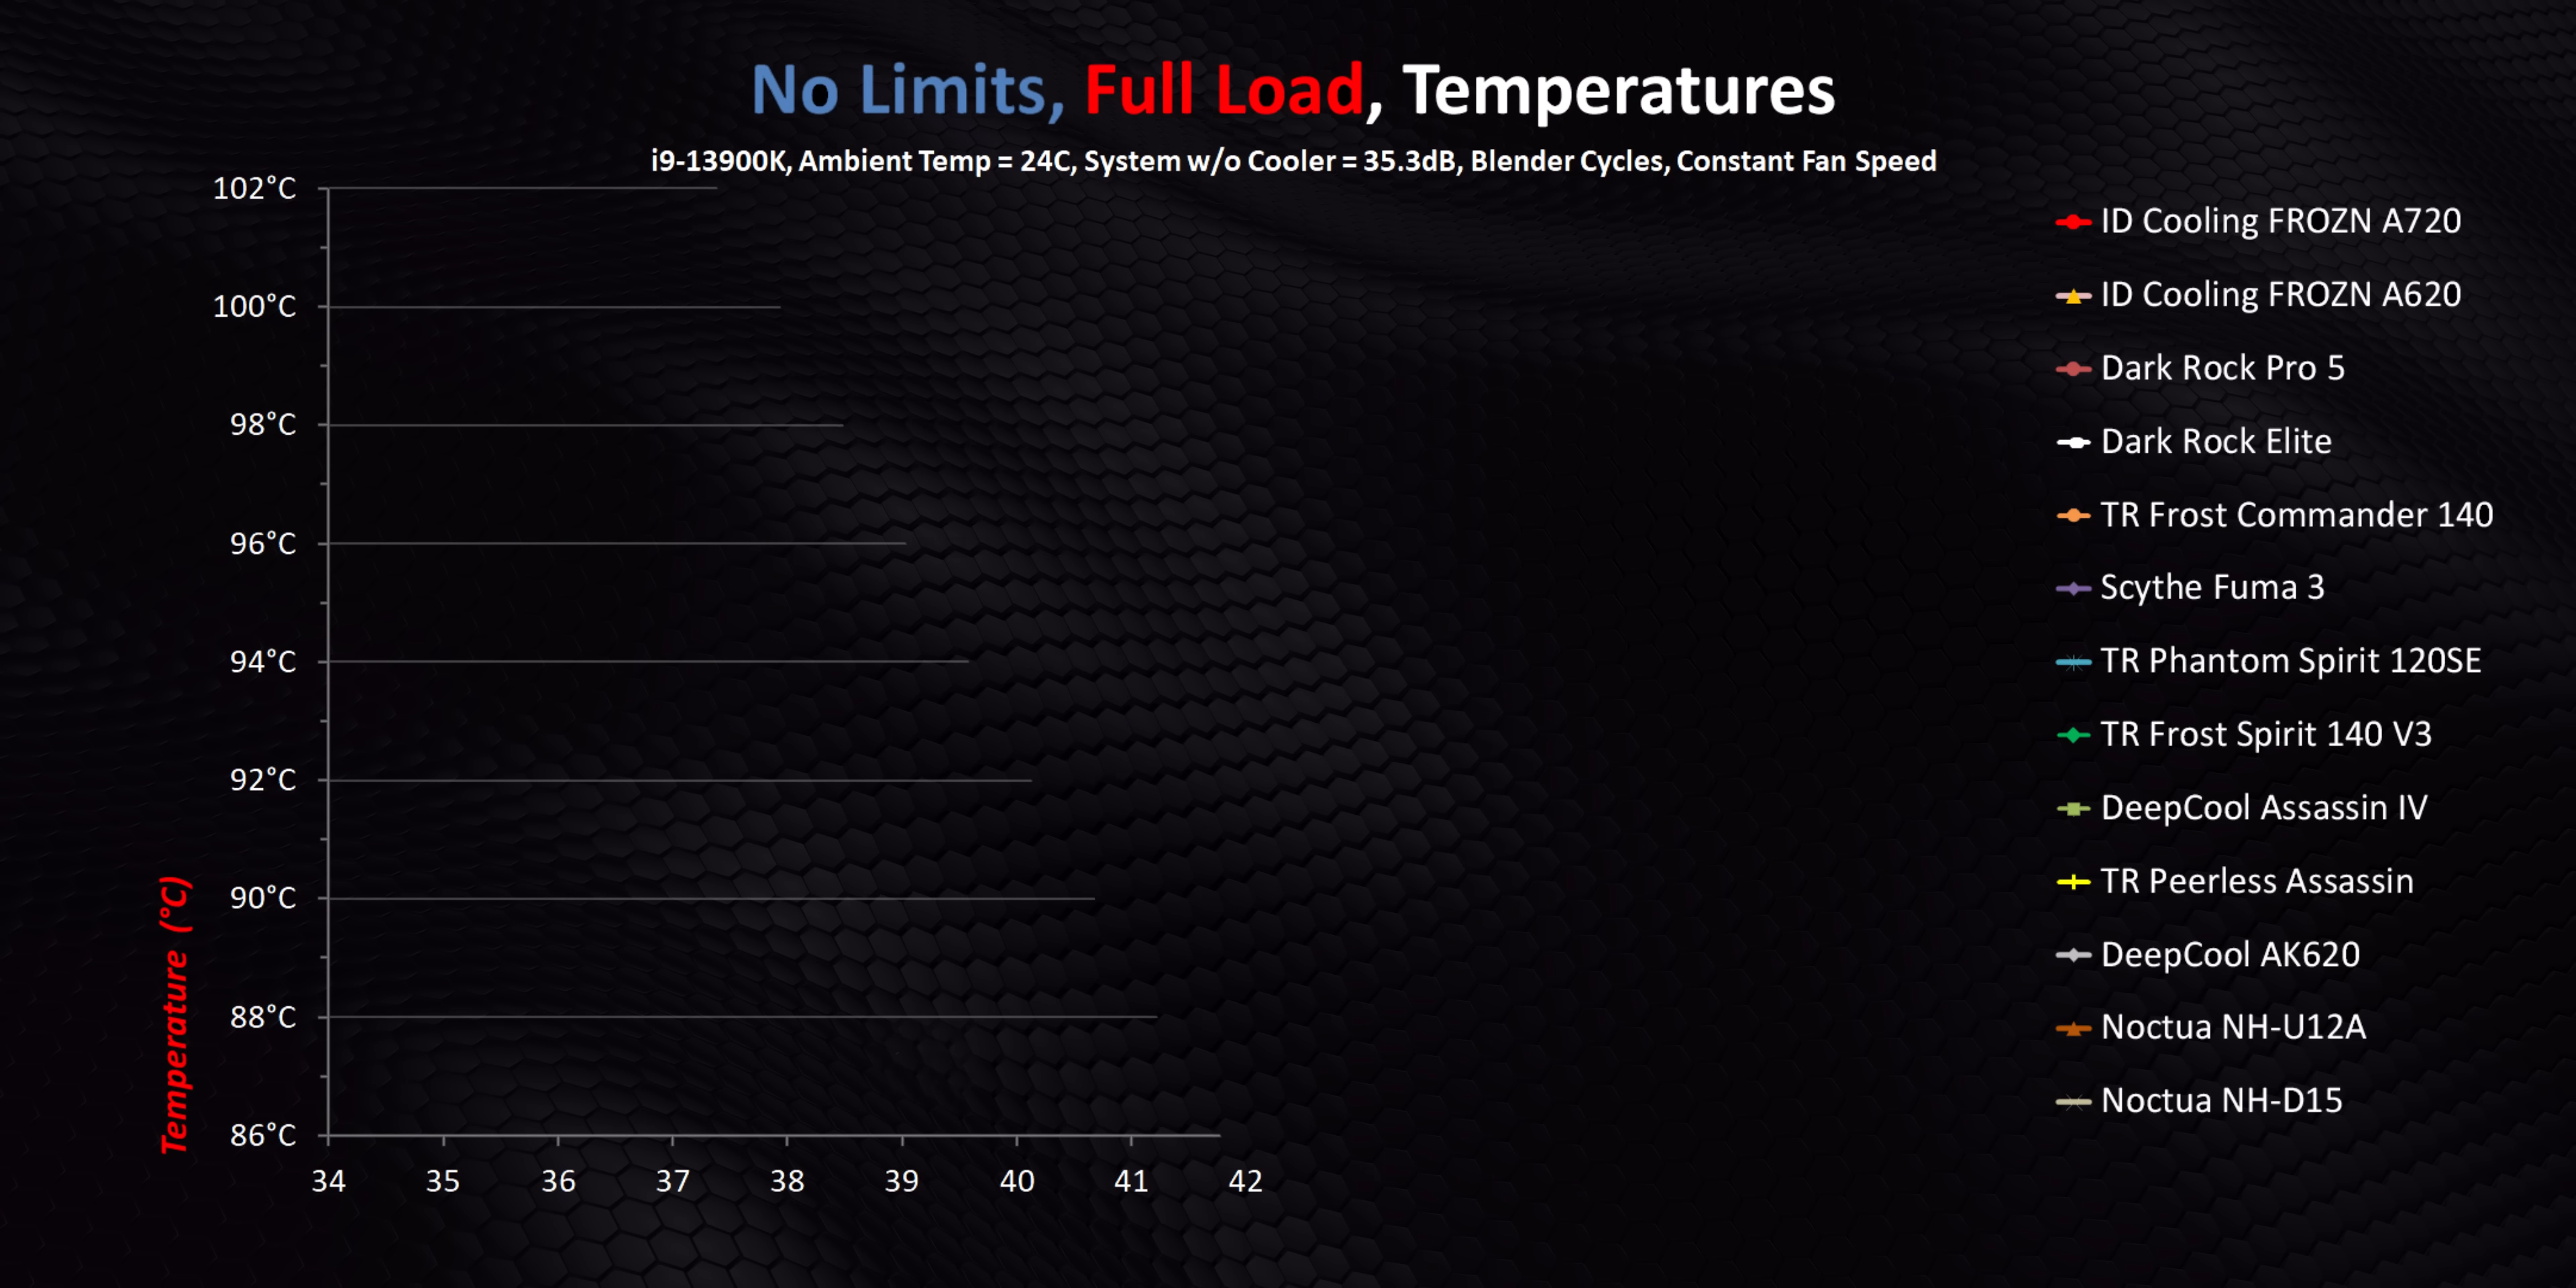 No Limits, Full Load, Temperatures
i9-13900K, Ambient Temp = 24C, System w/o Cooler = 35.3dB, Blender Cycles, Constant Fan Speed
102°C
100°C
98°C
96°C
94°C
92°C
90°C
88°C
86°C
Temperature (°C)
34 35 36 37 38 39 40 41 42
ID Cooling FROZN A720
ID Cooling FROZN A620
Dark Rock Pro 5
Dark Rock Elite
TR Frost Commander 140
Scythe Fuma 3
TR Phantom Spirit 120SE
TR Frost Spirit 140 V3
DeepCool Assassin IV
TR Peerless Assassin
DeepCool AK620
Noctua NH-U12A
Noctua NH-D15